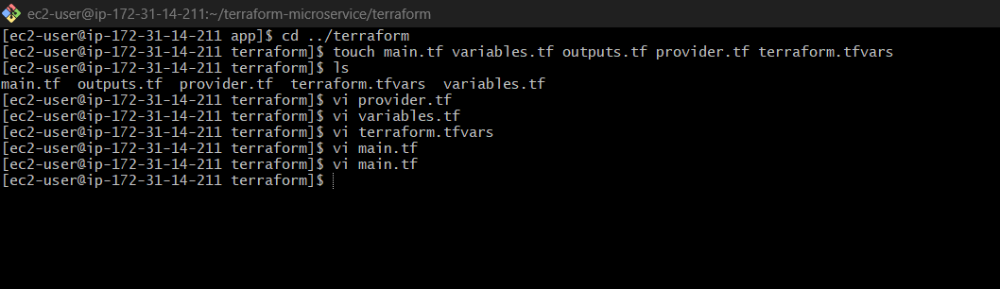 ec2-user@ip-172-31-14-211:~/terraform-microservice/terraform
[ec2-user@ip-172-31-14-211 app]$ cd ../terraform
[ec2-user@ip-172-31-14-211 terraform]$ touch main.tf variables.tf outputs.tf provider.tf terraform.tfvars
[ec2-user@ip-172-31-14-211 terraform]$ ls
main.tf  outputs.tf  provider.tf  terraform.tfvars  variables.tf
[ec2-user@ip-172-31-14-211 terraform]$ vi provider.tf
[ec2-user@ip-172-31-14-211 terraform]$ vi variables.tf
[ec2-user@ip-172-31-14-211 terraform]$ vi terraform.tfvars
[ec2-user@ip-172-31-14-211 terraform]$ vi main.tf
[ec2-user@ip-172-31-14-211 terraform]$ vi main.tf
[ec2-user@ip-172-31-14-211 terraform]$